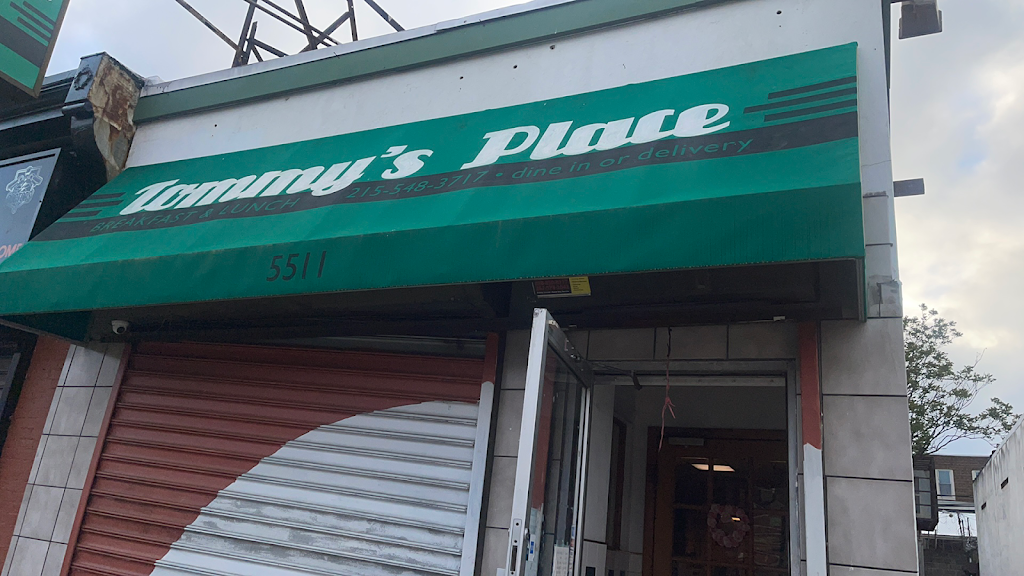 Tommy's Place
BREAKFAST & LUNCH 215-548-3717 • dine in or delivery
5511